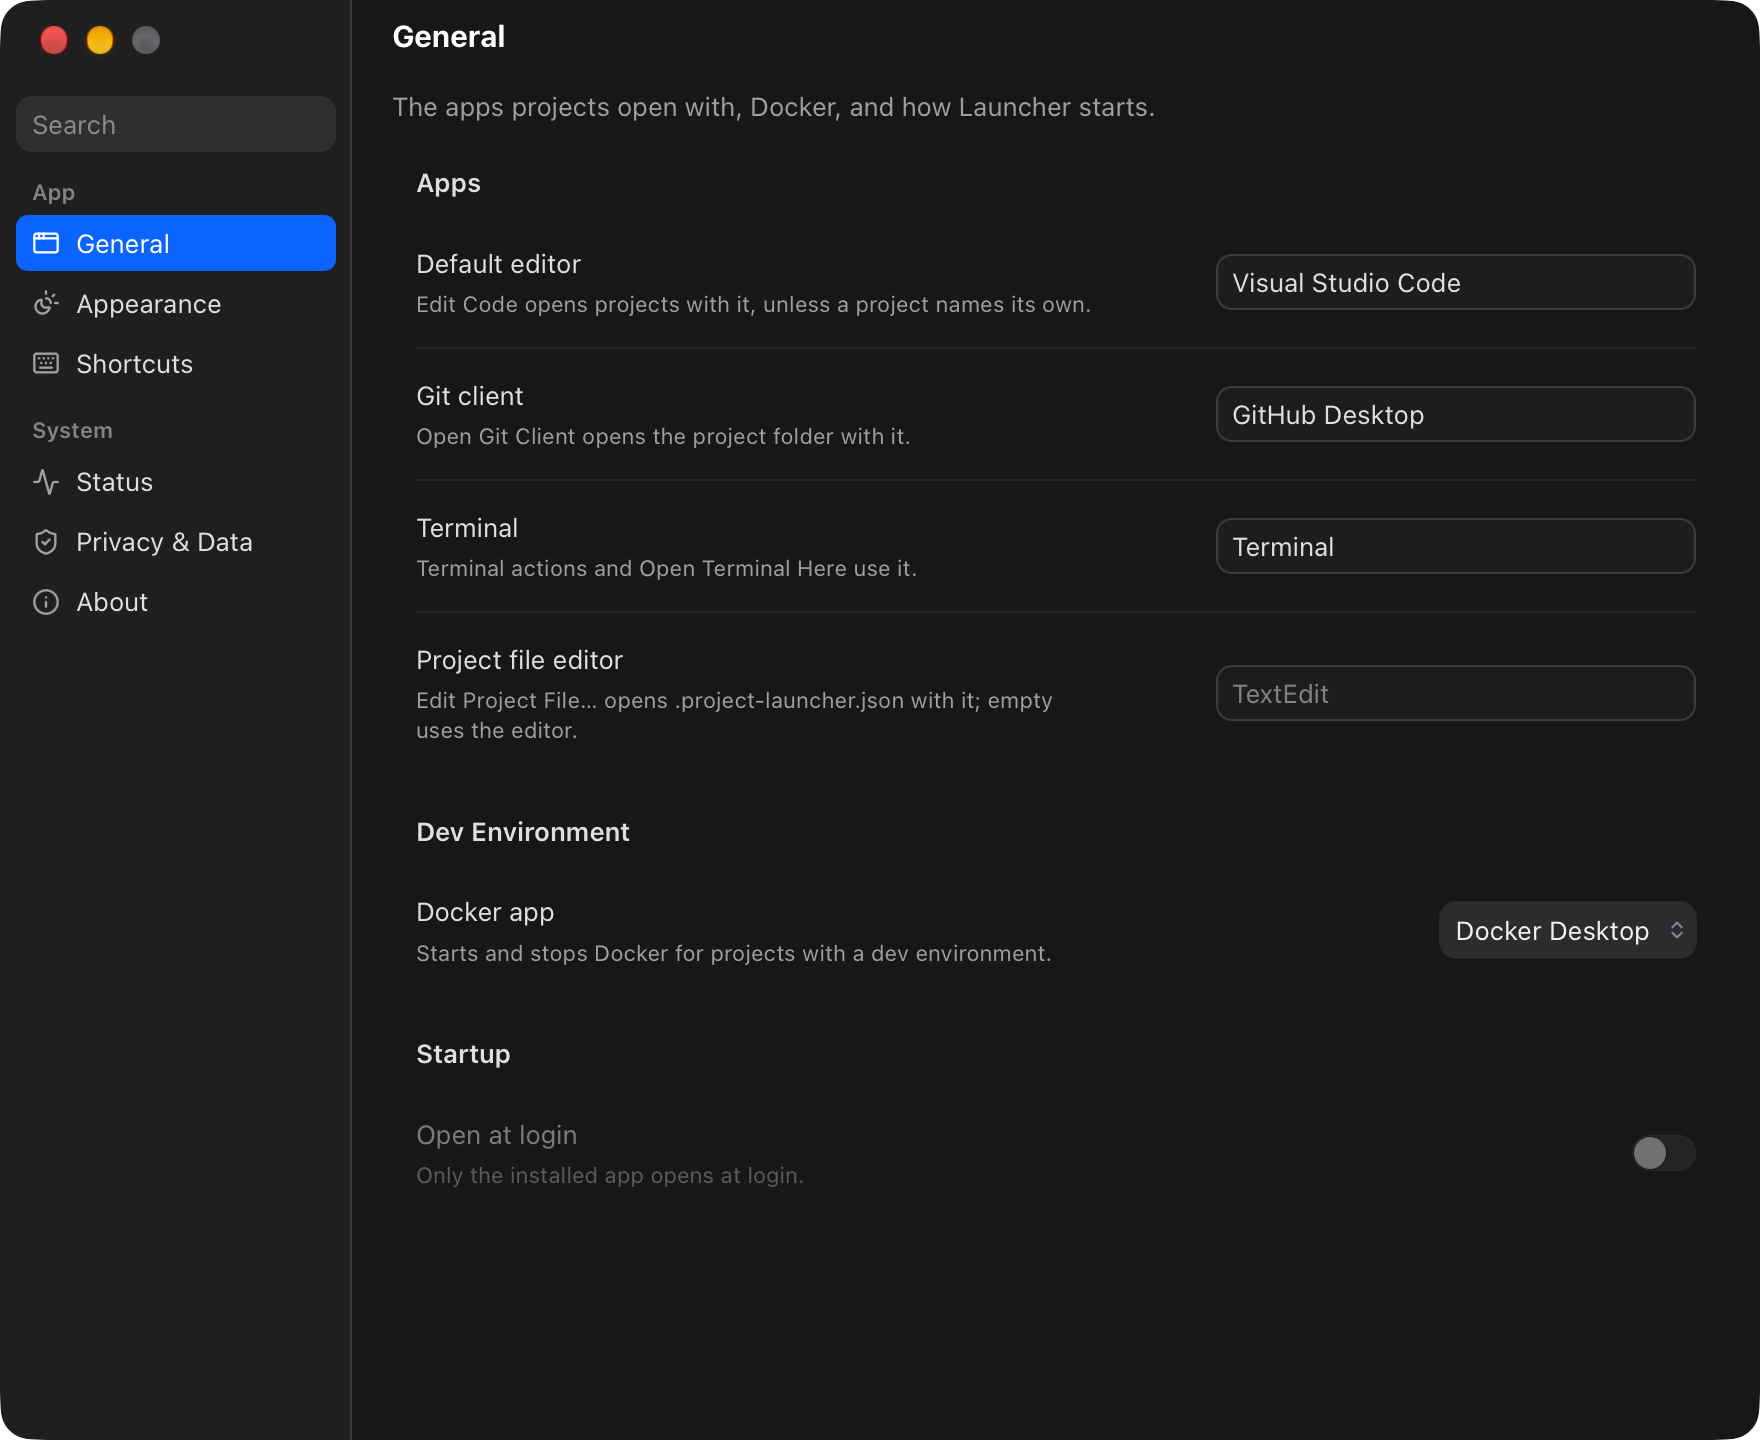 General
The apps projects open with, Docker, and how Launcher starts.
Search
App
General
Appearance
Shortcuts
System
Status
Privacy & Data
About
Apps
Default editor
Edit Code opens projects with it, unless a project names its own.
Visual Studio Code
Git client
Open Git Client opens the project folder with it.
GitHub Desktop
Terminal
Terminal actions and Open Terminal Here use it.
Terminal
Project file editor
Edit Project File... opens .project-launcher.json with it; empty
uses the editor.
TextEdit
Dev Environment
Docker app
Starts and stops Docker for projects with a dev environment.
Docker Desktop
Startup
Open at login
Only the installed app opens at login.